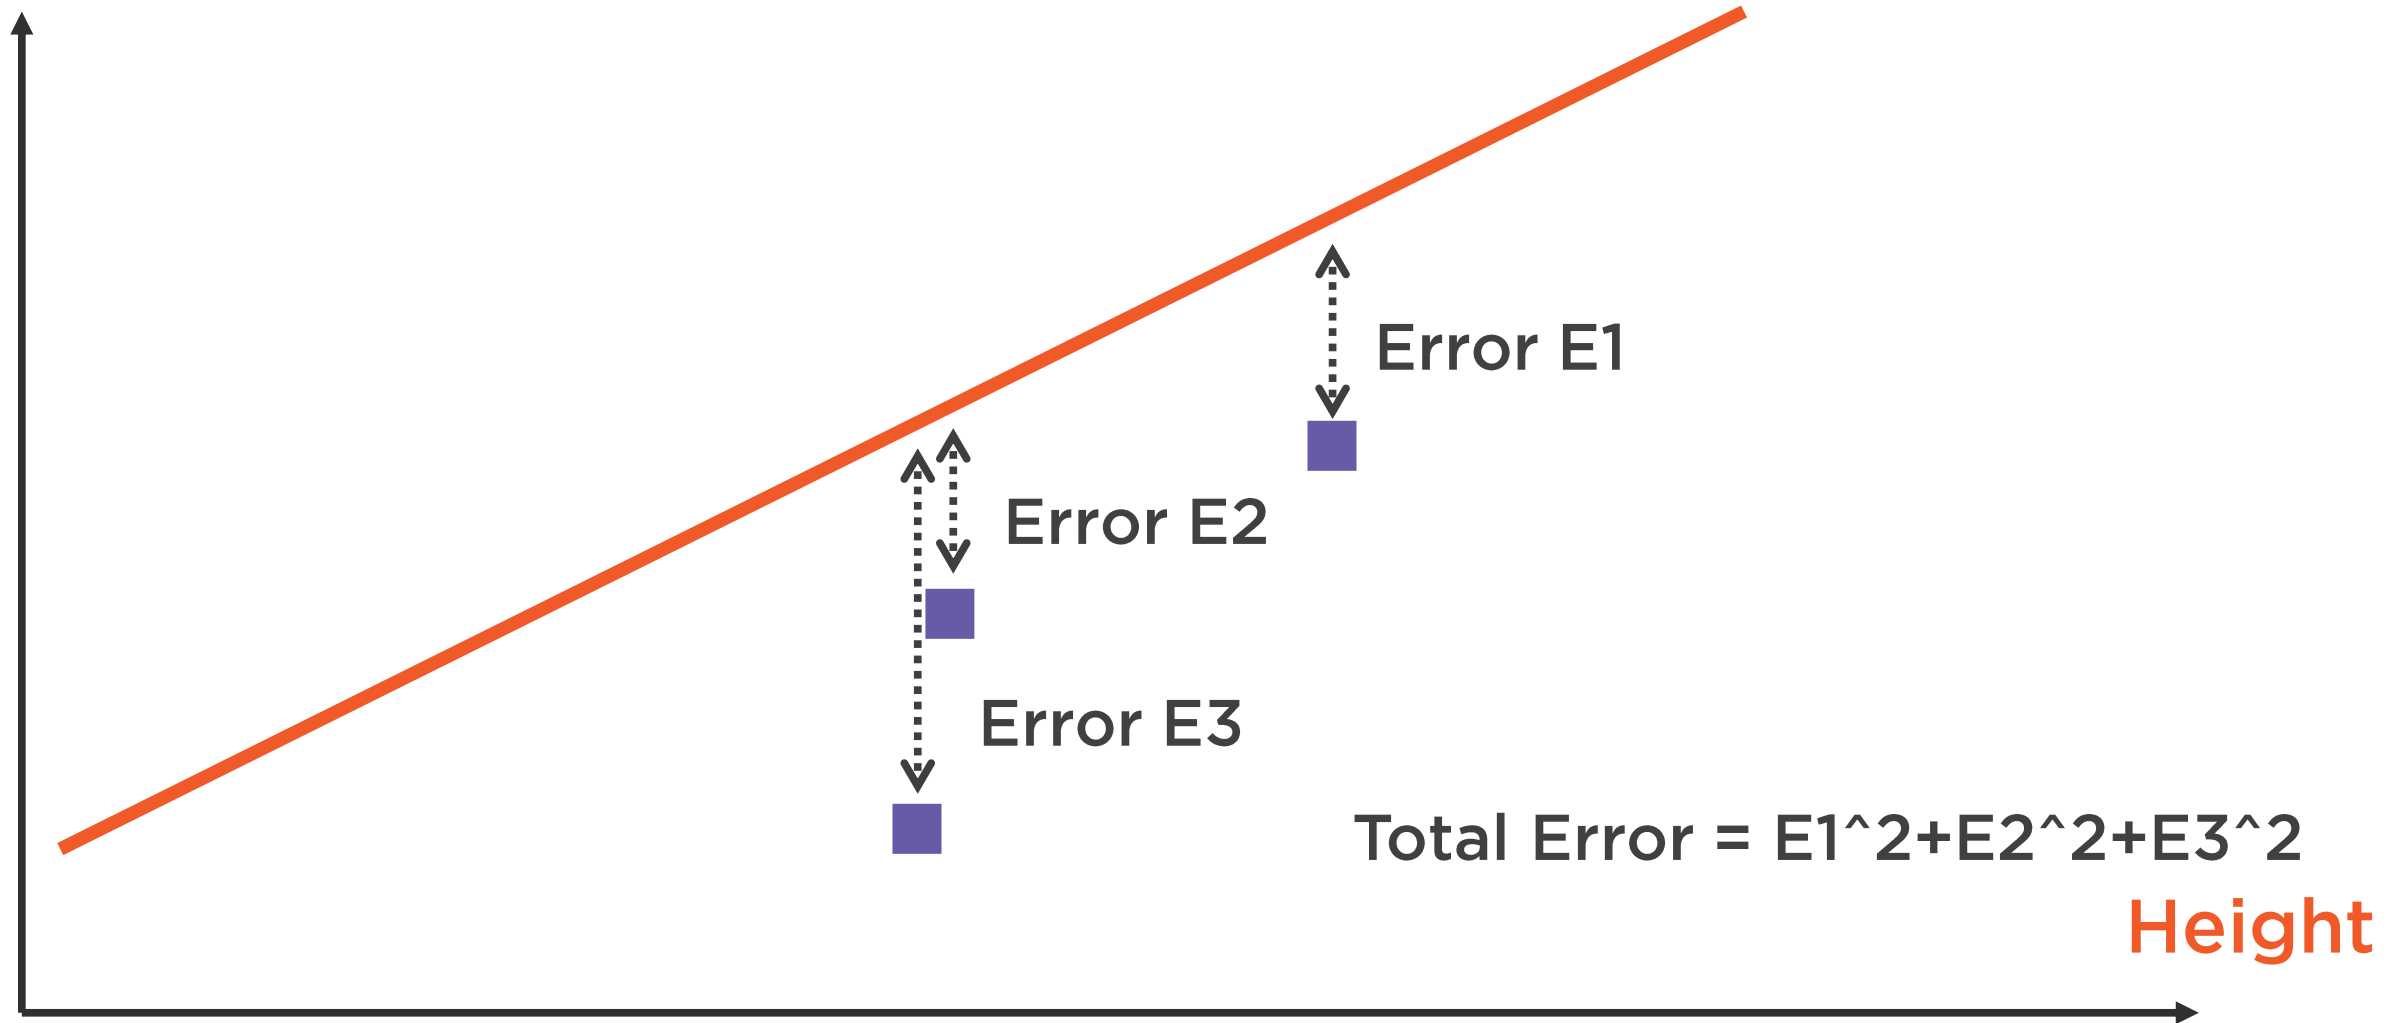 Error E1
Error E2
Error E3
Total Error = E1^2+E2^2+E3^2
Height